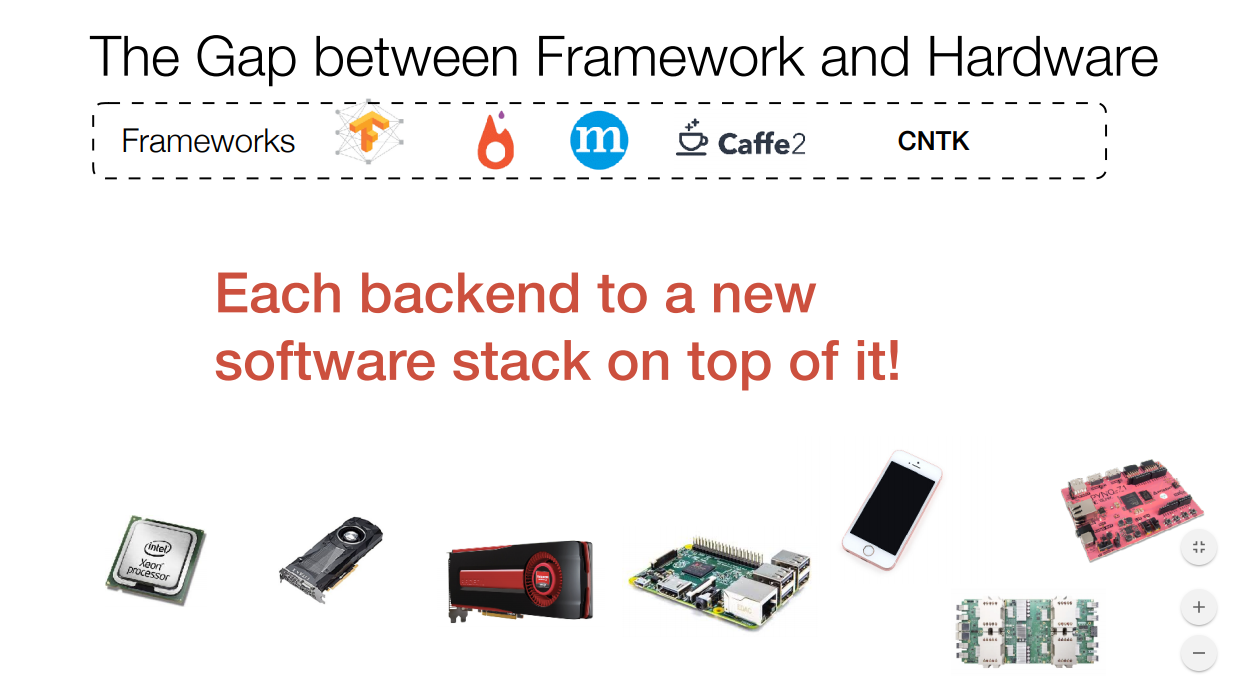 The Gap between Framework and Hardware
Frameworks
m
Caffe2
CNTK
Each backend to a new
software stack on top of it!
intel
Xeon
processor